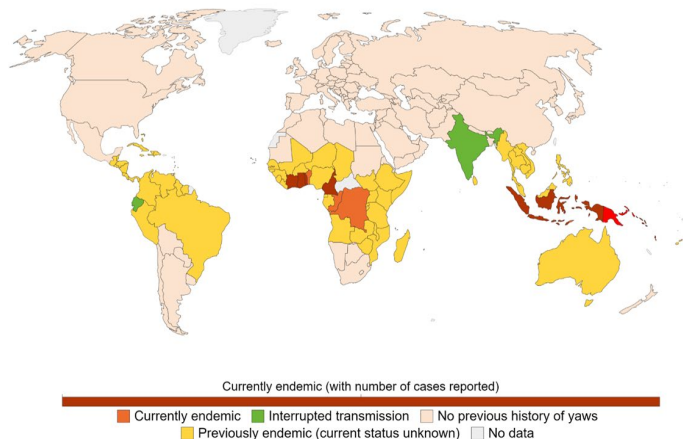 Currently endemic (with number of cases reported)
Currently endemic Interrupted transmission No previous history of yaws
Previously endemic (current status unknown) No data